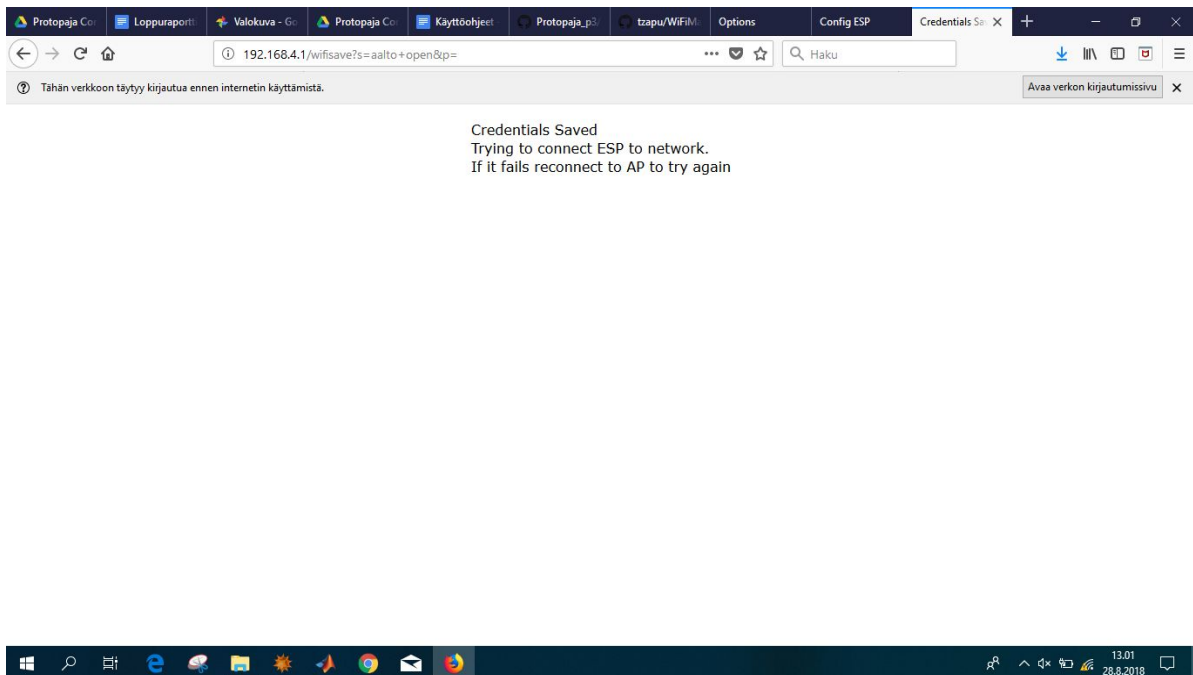 Protopaja Co
Loppuraportti
Valokuva - Go
Protopaja Co
Käyttöohjeet -
Protopaja_p3/
tzapu/WiFiMa
Options
Config ESP
Credentials Sa
192.168.4.1/wifisave?s=aalto+open&p=
Haku
Tähän verkkoon täytyy kirjautua ennen internetin käyttämistä.
Avaa verkon kirjautumissivu
Credentials Saved
Trying to connect ESP to network.
If it fails reconnect to AP to try again
13.01
28.8.2018